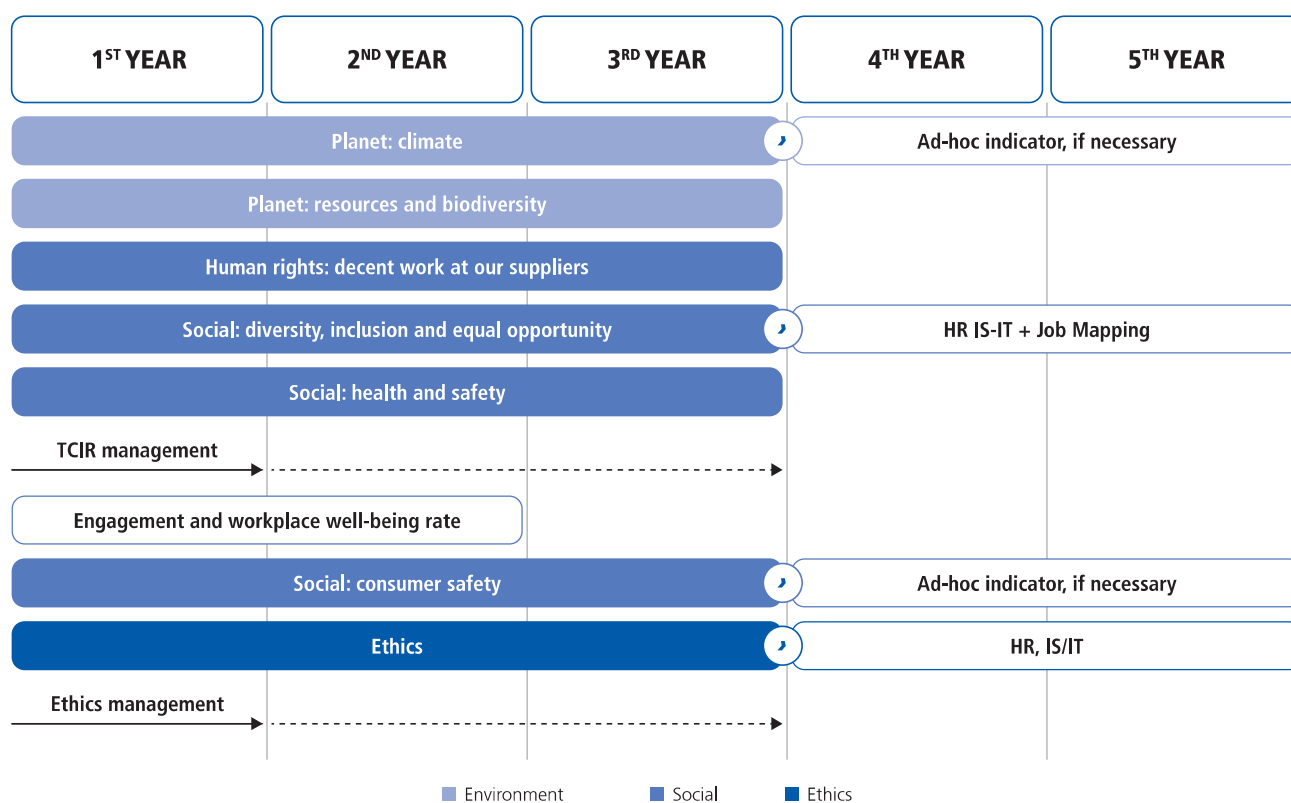 1ST YEAR
2ND YEAR
3RD YEAR
4TH YEAR
5TH YEAR
Planet: climate
Ad-hoc indicator, if necessary
Planet: resources and biodiversity
Human rights: decent work at our suppliers
Social: diversity, inclusion and equal opportunity
HR IS-IT + Job Mapping
Social: health and safety
TCIR management
Engagement and workplace well-being rate
Social: consumer safety
Ad-hoc indicator, if necessary
Ethics
HR, IS/IT
Ethics management
Environment
Social
Ethics